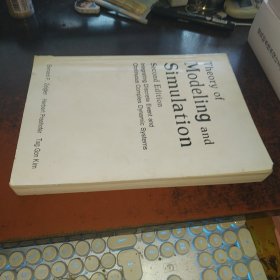 Theory of
Modeling and
Simulation
Second Edition
Integrating Discrete Event and
Continuous Complex Dynamic Systems
Bernard P. Zeigler Herbert Praehofer Tag Gon Kim